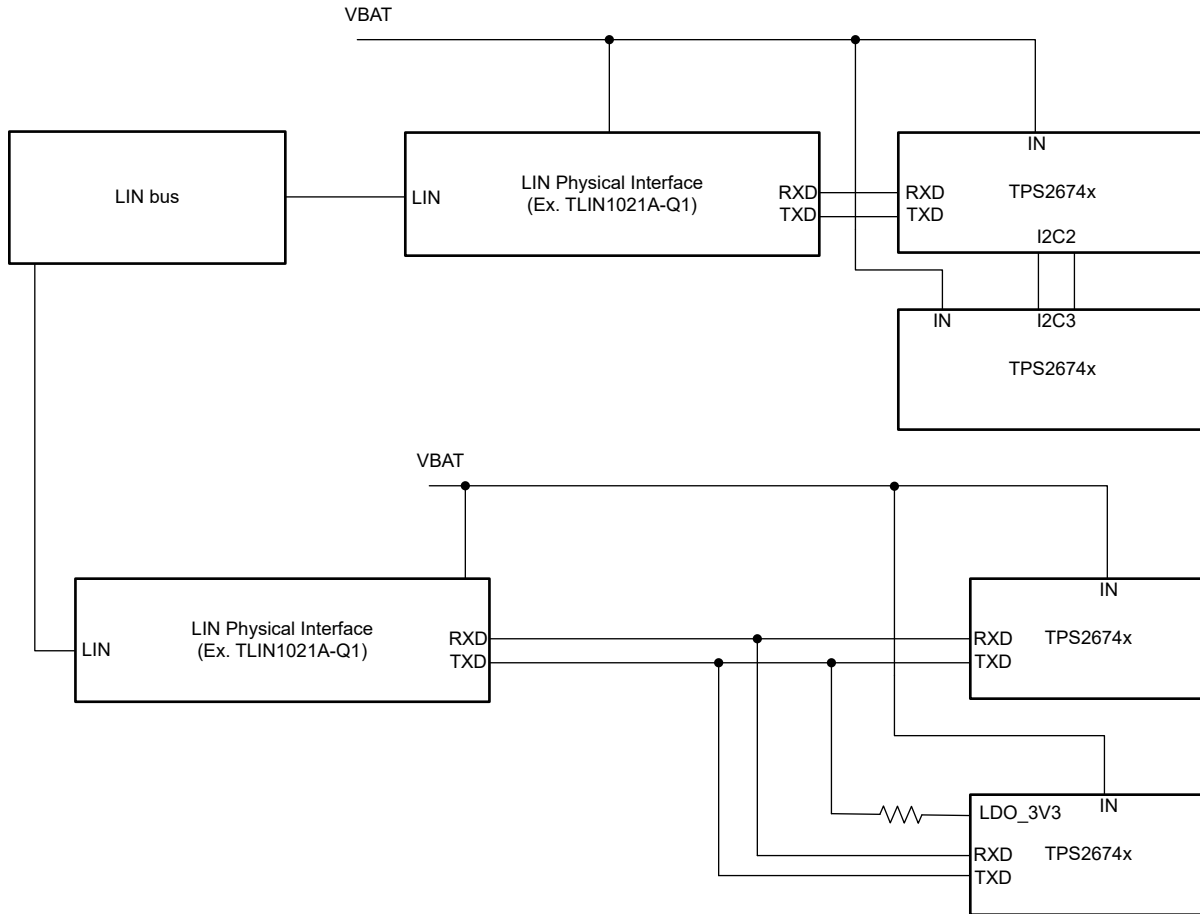 VBAT
IN
LIN bus
LIN
LIN Physical Interface
(Ex. TLIN1021A-Q1)
RXD
TXD
RXD
TXD
TPS2674x
I2C2
IN
I2C3
TPS2674x
VBAT
IN
LIN
LIN Physical Interface
(Ex. TLIN1021A-Q1)
RXD
TXD
RXD
TXD
TPS2674x
IN
LDO_3V3
RXD
TXD
TPS2674x